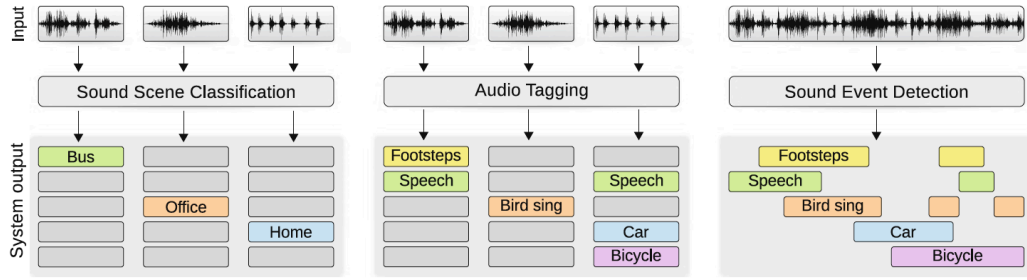 Input
Sound Scene Classification
Audio Tagging
Sound Event Detection
System output
Bus
Footsteps
Footsteps
Speech
Speech
Speech
Office
Bird sing
Bird sing
Home
Car
Car
Bicycle
Bicycle